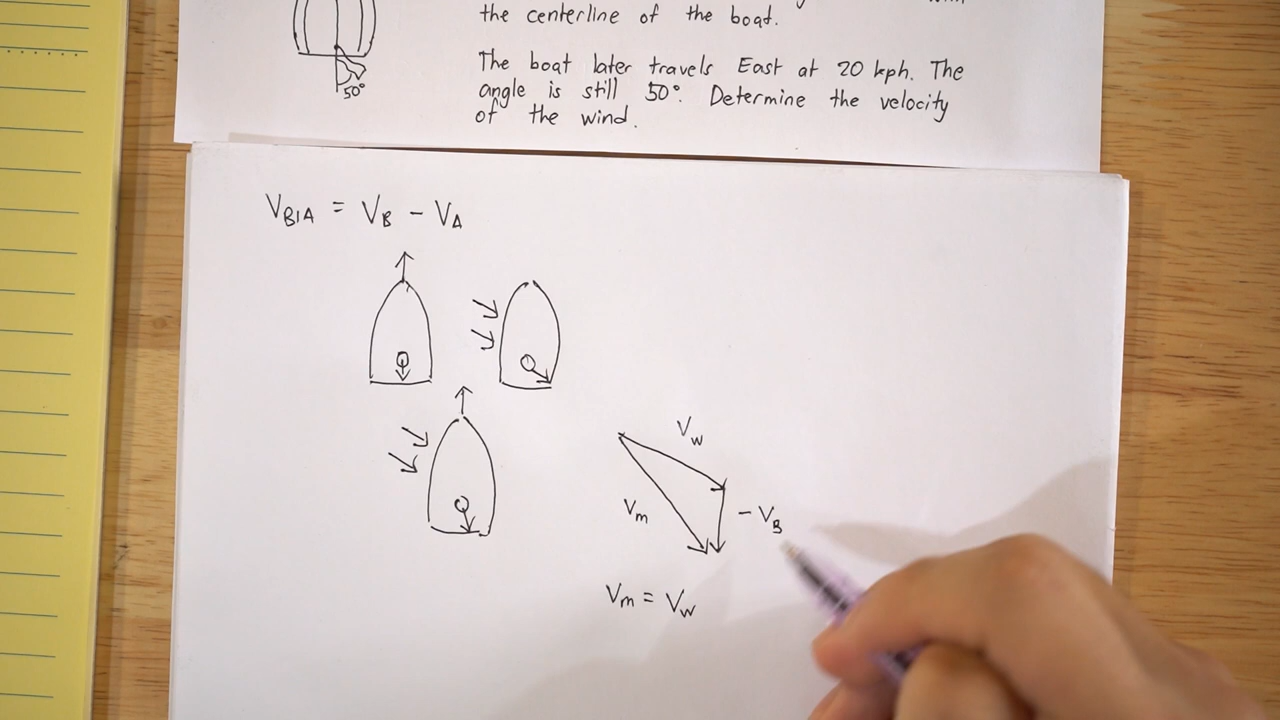 the centerline of the boat.
50°
The boat later travels East at 20 kph. The
angle is still 50°. Determine the velocity
of the wind.
VB/A = VB - VA
Vw
Vm
- VB
Vm = Vw